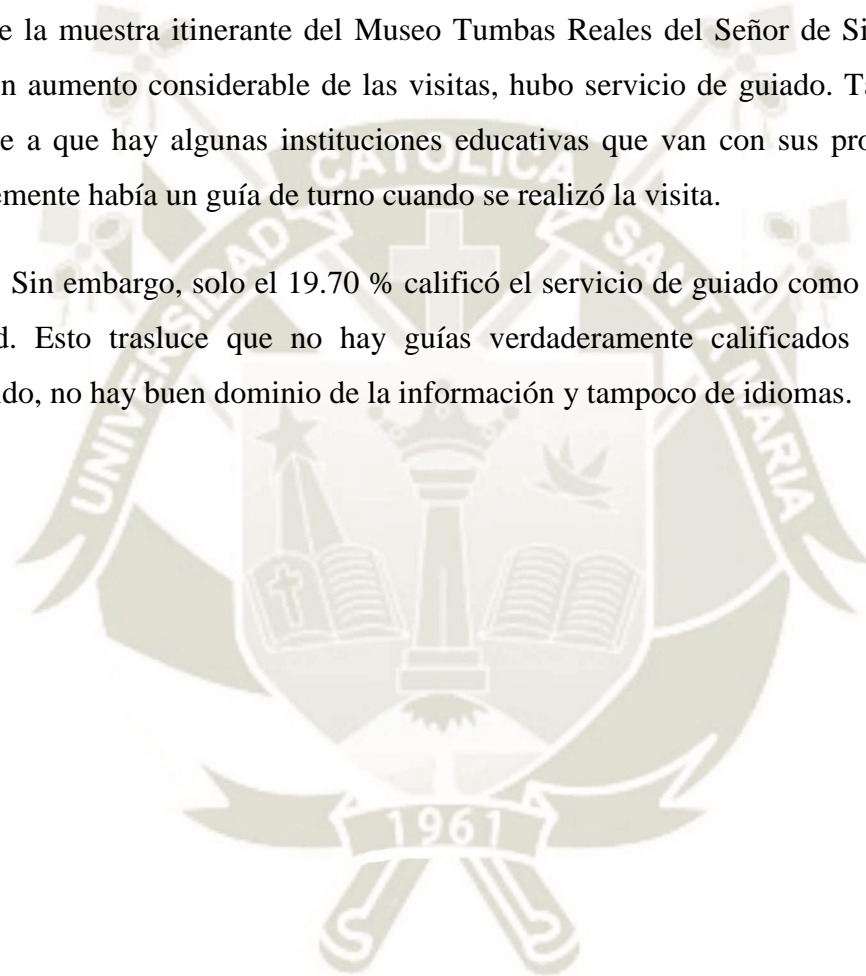 e la muestra itinerante del Museo Tumbas Reales del Señor de Si
n aumento considerable de las visitas, hubo servicio de guiado. Ta
e a que hay algunas instituciones educativas que van con sus pro
emente había un guía de turno cuando se realizó la visita.
Sin embargo, solo el 19.70 % calificó el servicio de guiado como
d. Esto trasluce que no hay guías verdaderamente calificados
do, no hay buen dominio de la información y tampoco de idiomas.
UNIVERSIDAD CATOLICA SANTA MARIA
1961